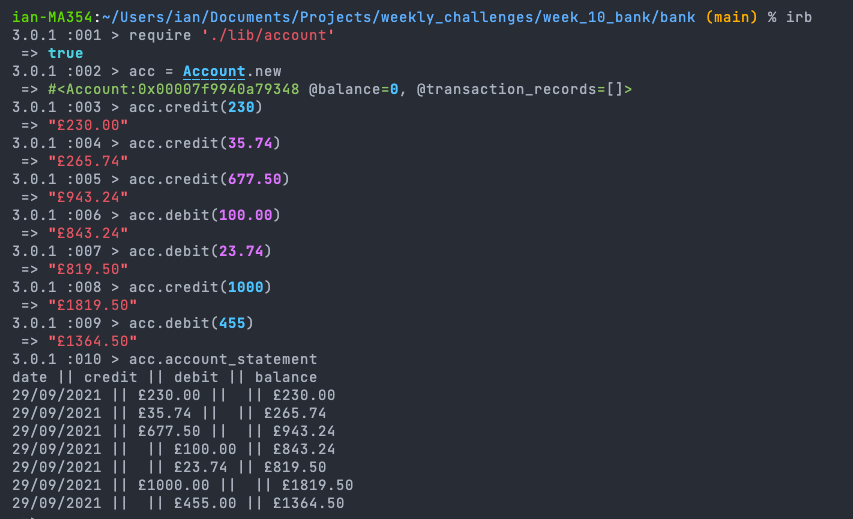 ian-MA354:~/Users/ian/Documents/Projects/weekly_challenges/week_10_bank/bank (main) % irb
3.0.1 :001 > require './lib/account'
 => true
3.0.1 :002 > acc = Account.new
 => #<Account:0x00007f9940a79348 @balance=0, @transaction_records=[]>
3.0.1 :003 > acc.credit(230)
 => "£230.00"
3.0.1 :004 > acc.credit(35.74)
 => "£265.74"
3.0.1 :005 > acc.credit(677.50)
 => "£943.24"
3.0.1 :006 > acc.debit(100.00)
 => "£843.24"
3.0.1 :007 > acc.debit(23.74)
 => "£819.50"
3.0.1 :008 > acc.credit(1000)
 => "£1819.50"
3.0.1 :009 > acc.debit(455)
 => "£1364.50"
3.0.1 :010 > acc.account_statement
date || credit || debit || balance
29/09/2021 || £230.00 ||  || £230.00
29/09/2021 || £35.74 ||  || £265.74
29/09/2021 || £677.50 ||  || £943.24
29/09/2021 ||  || £100.00 || £843.24
29/09/2021 ||  || £23.74 || £819.50
29/09/2021 || £1000.00 ||  || £1819.50
29/09/2021 ||  || £455.00 || £1364.50